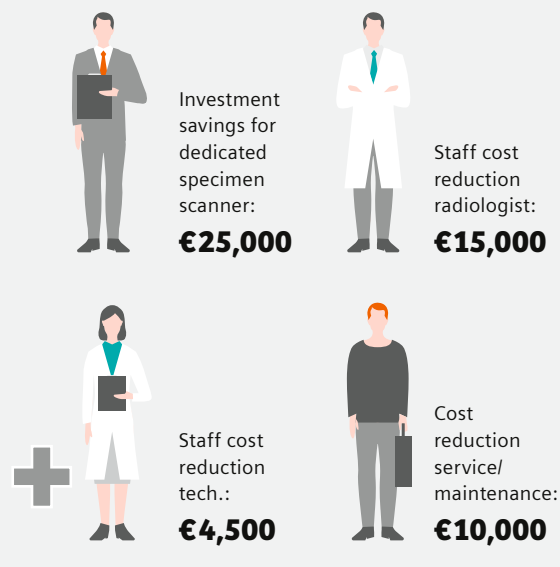 Investment
savings for
dedicated
specimen
scanner:
€25,000
Staff cost
reduction
radiologist:
€15,000
Staff cost
reduction
tech.:
€4,500
Cost
reduction
service/
maintenance:
€10,000